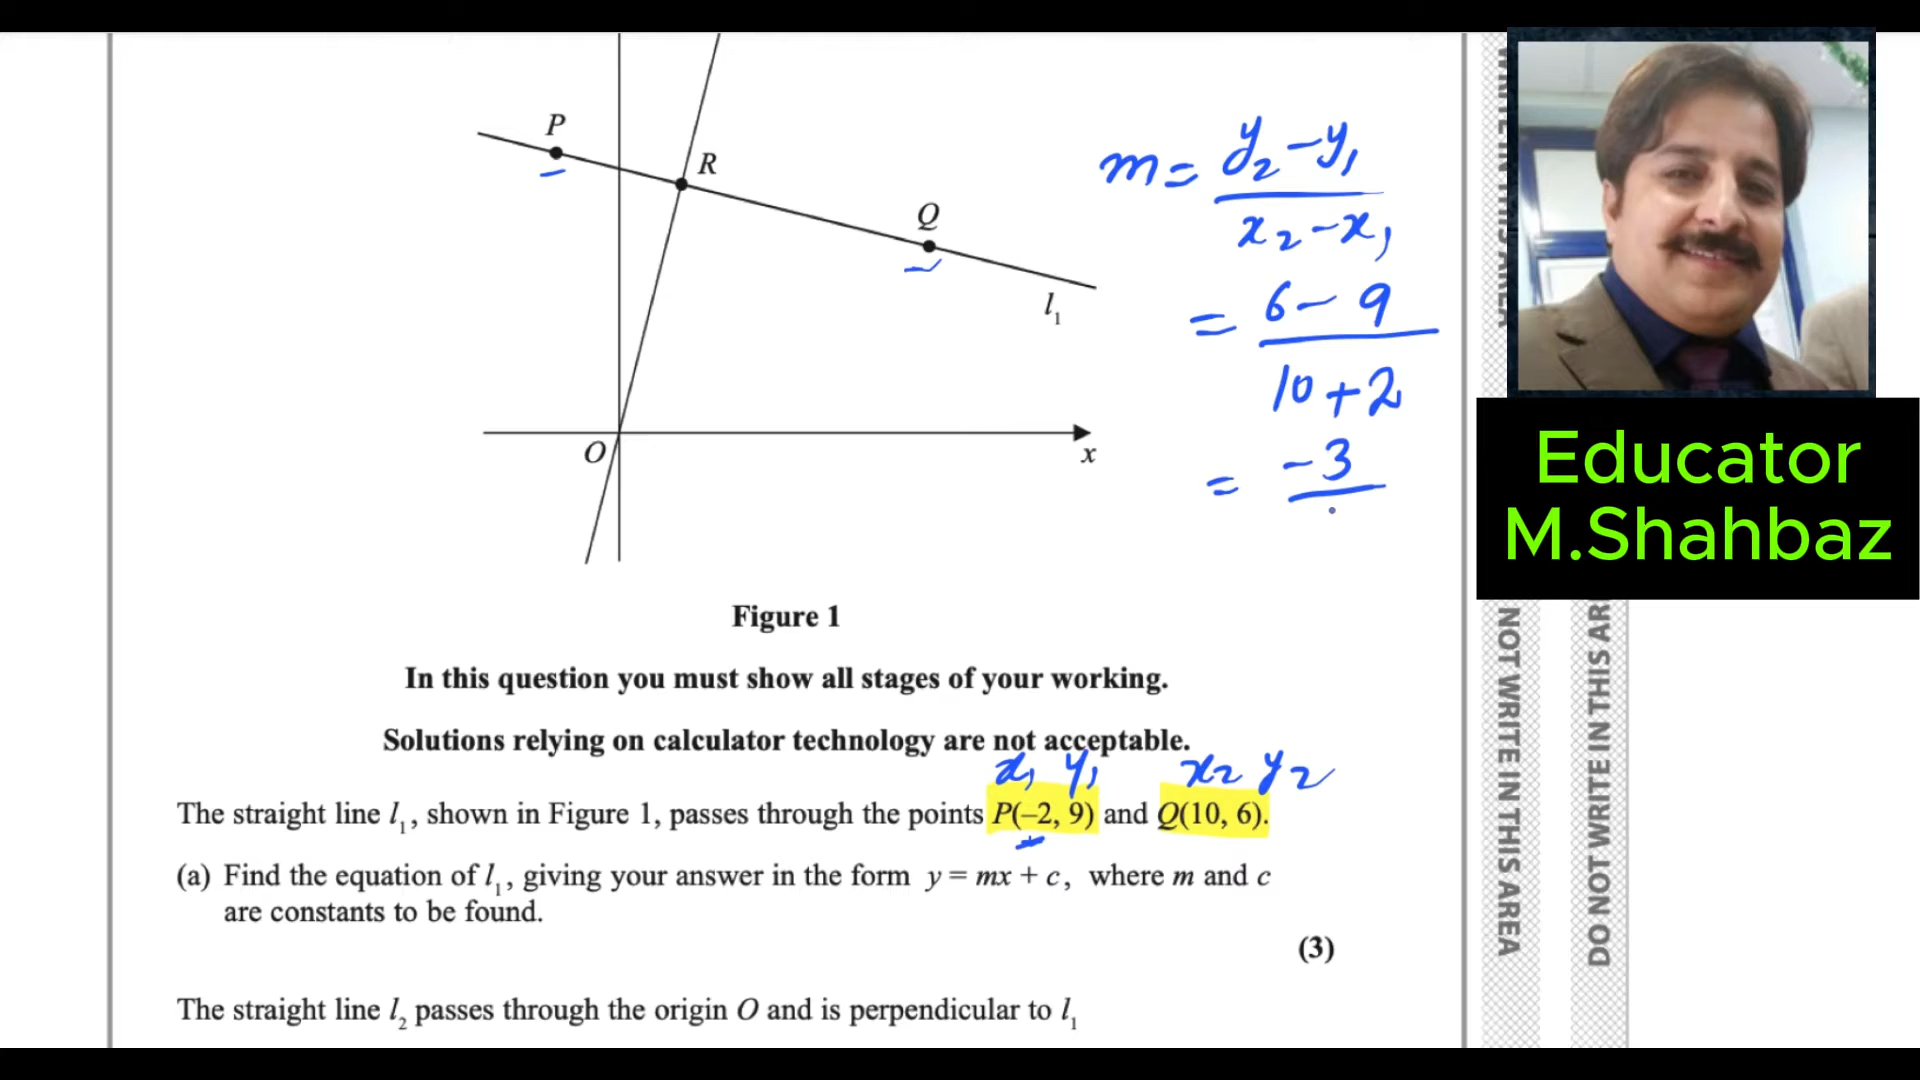 P
R
Q
l₁
O
x
m = y₂ - y₁
x₂ - x₁
= 6 - 9
10 + 2
= -3
Figure 1
In this question you must show all stages of your working.
Solutions relying on calculator technology are not acceptable.
x₁ y₁ x₂ y₂
The straight line l₁, shown in Figure 1, passes through the points P(–2, 9) and Q(10, 6).
(a) Find the equation of l₁, giving your answer in the form y = mx + c, where m and c
are constants to be found.
(3)
The straight line l₂ passes through the origin O and is perpendicular to l₁
Educator
M.Shahbaz
NOT WRITE IN THIS AREA
DO NOT WRITE IN THIS AR